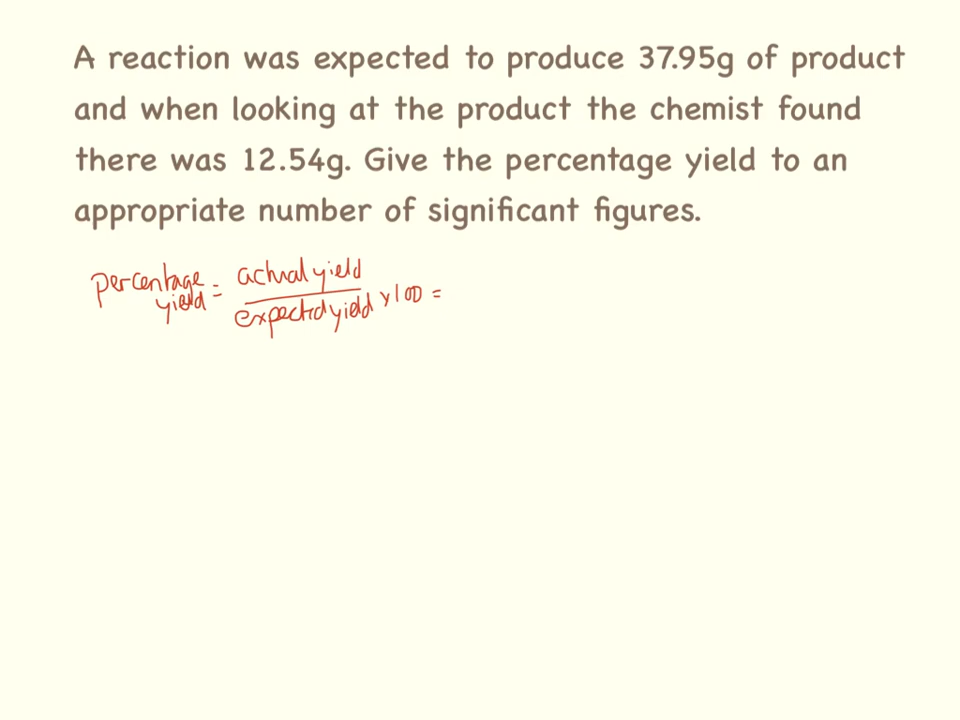 A reaction was expected to produce 37.95g of product
and when looking at the product the chemist found
there was 12.54g. Give the percentage yield to an
appropriate number of significant figures.
percentage yield = actual yield / expected yield x100 =